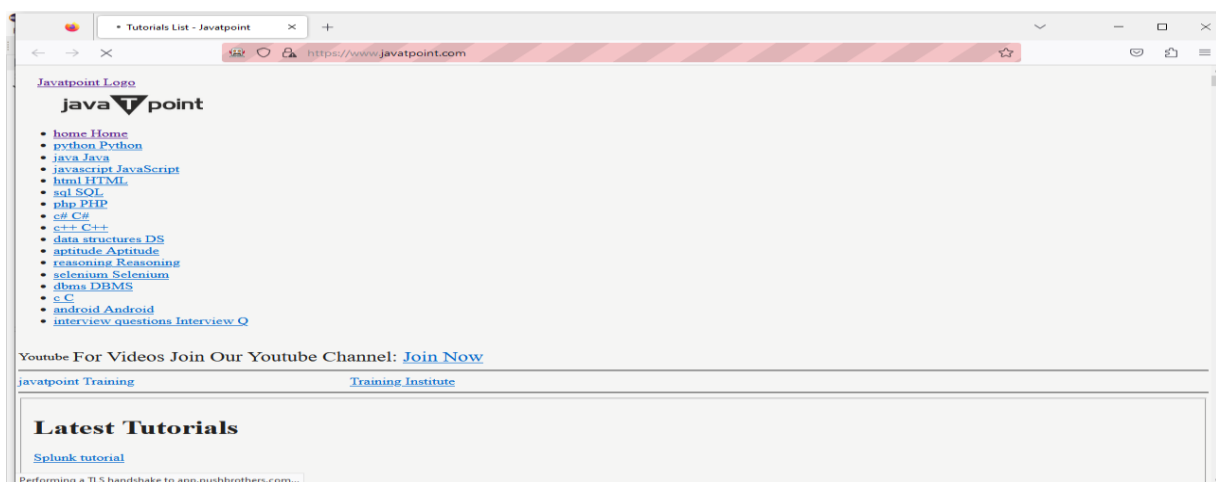 Tutorials List - Javatpoint
https://www.javatpoint.com
Javatpoint Logo
javaTpoint
home Home
python Python
java Java
javascript JavaScript
html HTML
sql SQL
php PHP
c# C#
c++ C++
data structures DS
aptitude Aptitude
reasoning Reasoning
selenium Selenium
dbms DBMS
c C
android Android
interview questions Interview Q
Youtube For Videos Join Our Youtube Channel: Join Now
javatpoint Training Training Institute
Latest Tutorials
Splunk tutorial
Performing a TLS handshake to app.pushbrothers.com...